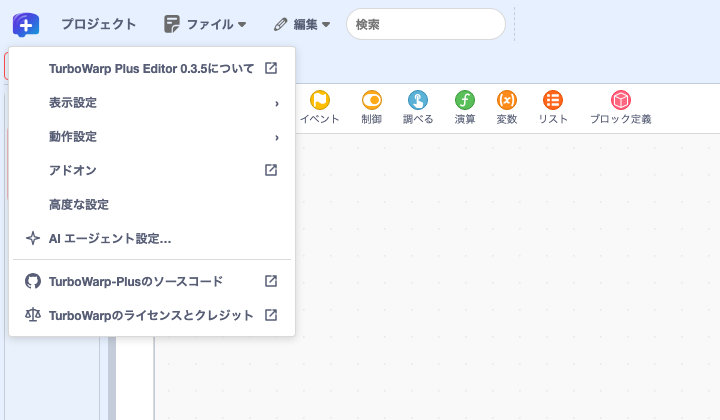 プロジェクト ファイル 編集 検索
TurboWarp Plus Editor 0.3.5について
表示設定
動作設定
アドオン
高度な設定
AI エージェント設定...
TurboWarp-Plusのソースコード
TurboWarpのライセンスとクレジット
イベント 制御 調べる 演算 変数 リスト ブロック定義